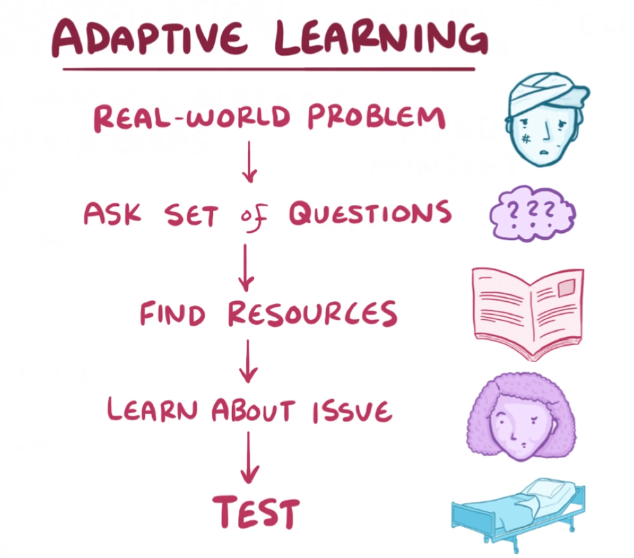 ADAPTIVE LEARNING
REAL-WORLD PROBLEM
ASK SET of QUESTIONS
???
FIND RESOURCES
LEARN ABOUT ISSUE
TEST